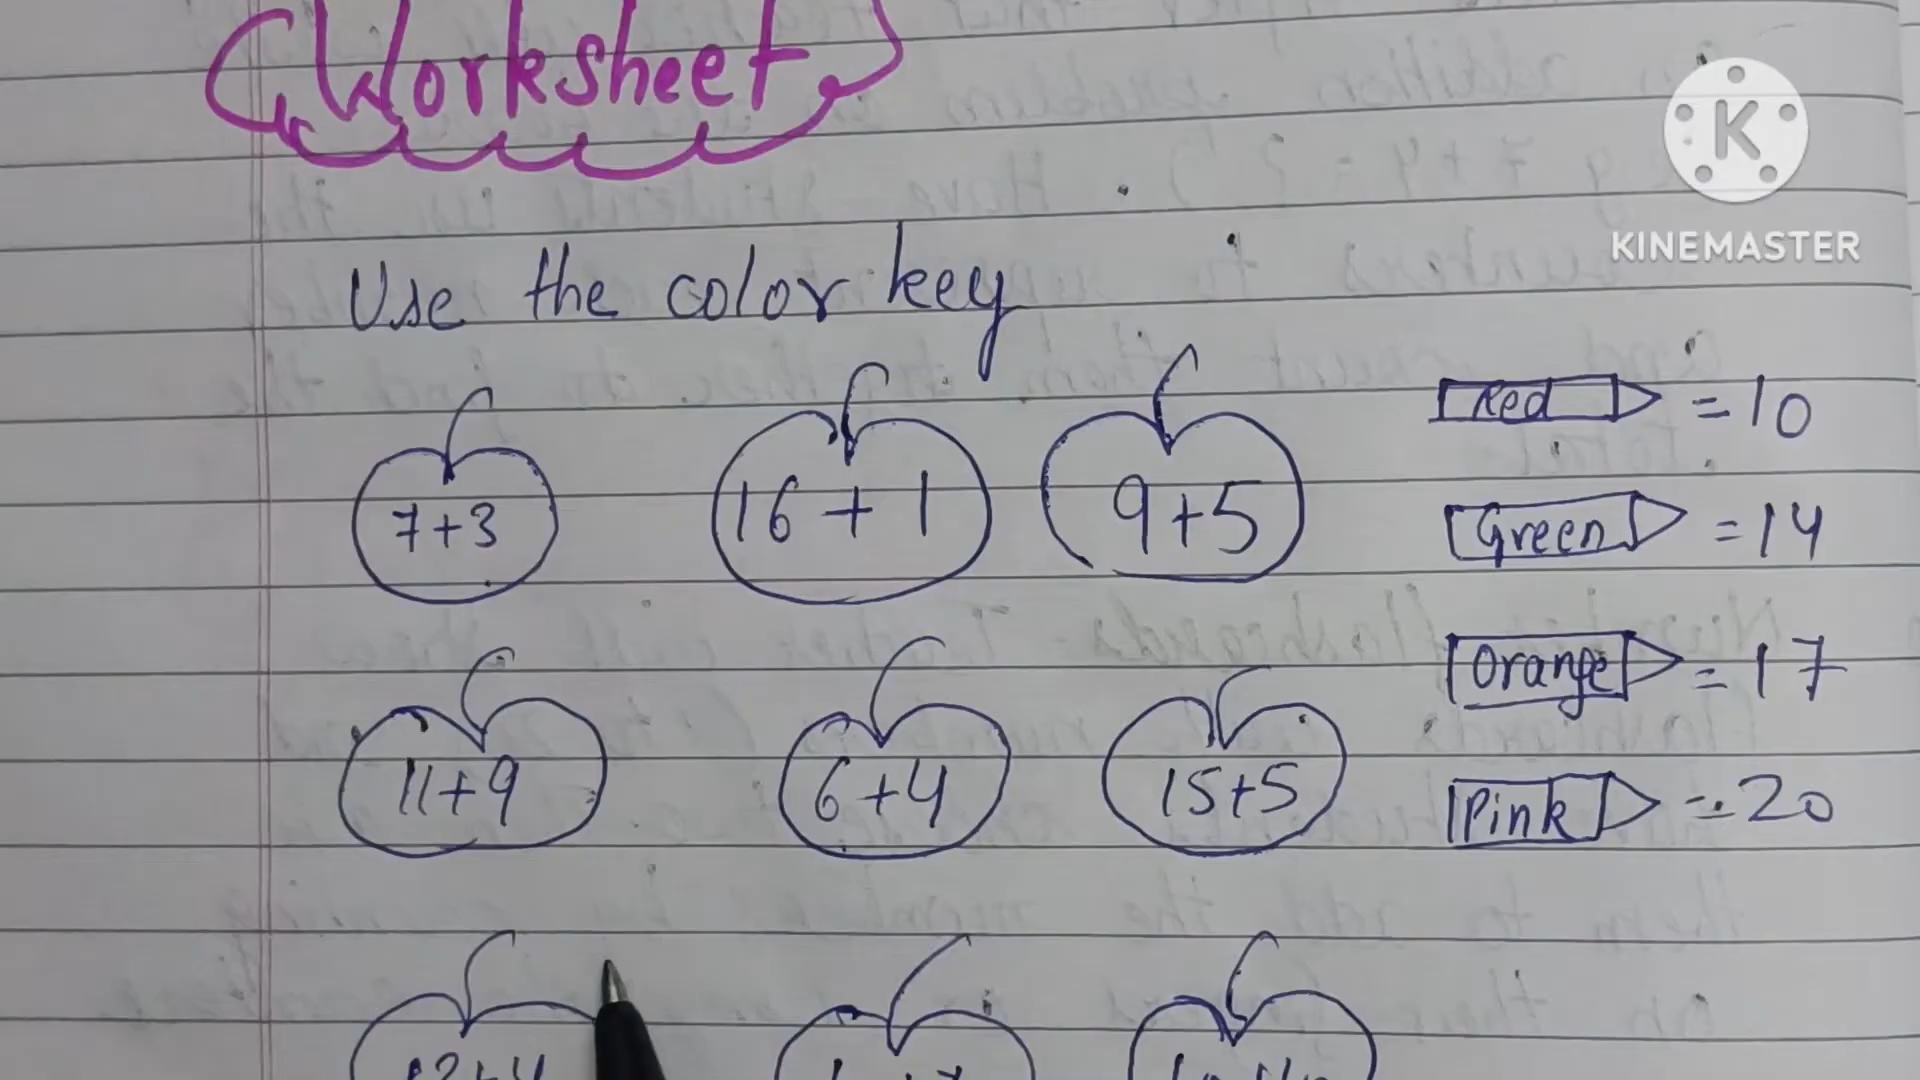 Worksheet
KINEMASTER
Use the color key
7+3 16+1 9+5
Red =10
Green =14
Orange =17
11+9 6+4 15+5
Pink =20